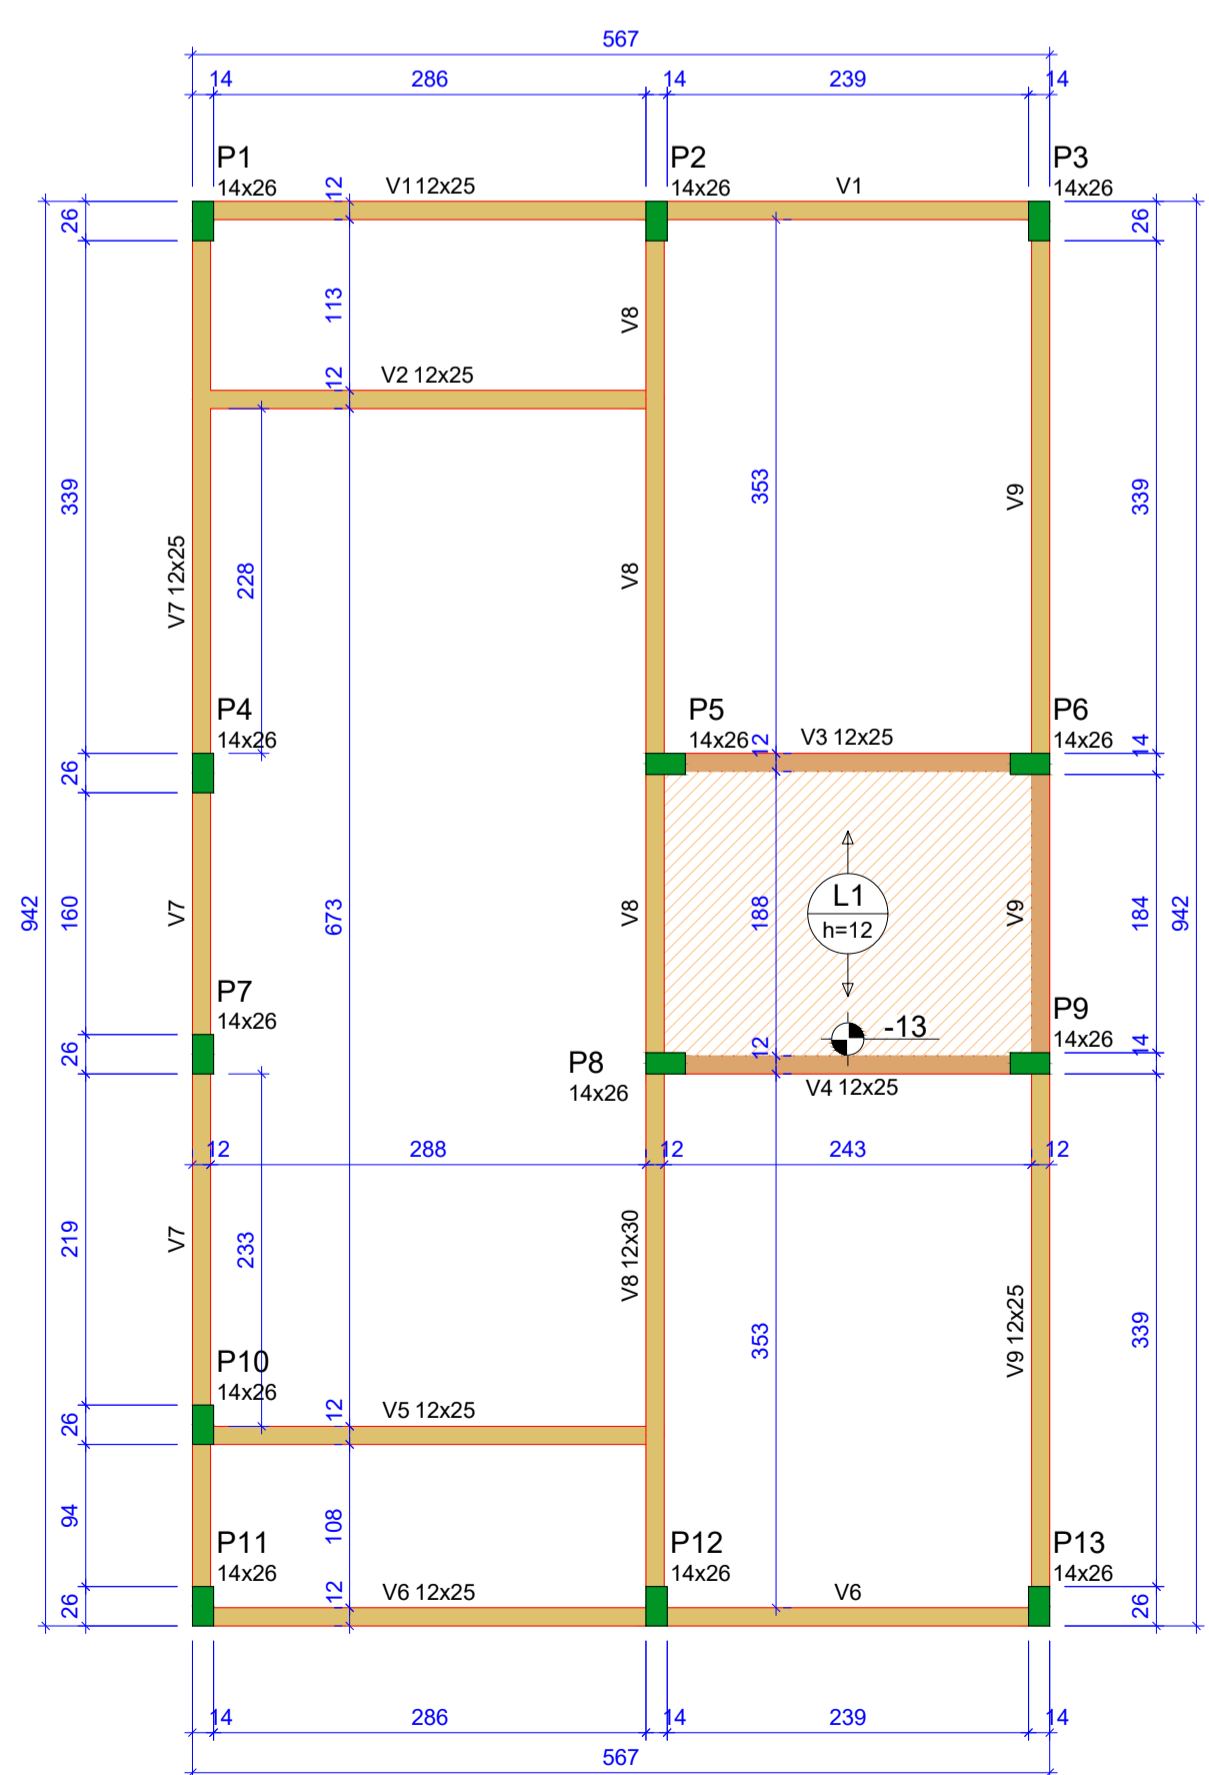 567
14 286 14 239 14
P1
14x26
12
V1 12x25
P2
14x26
V1
P3
14x26
26
26
113
V8
12
V2 12x25
339
228
V7 12x25
V8
353
V9
339
P4
14x26
P5
14x26
12
V3 12x25
P6
14x26
14
26
942
160
V7
673
V8
188
L1
h=12
V9
184
942
P7
14x26
26
-13
P9
14x26
14
P8
14x26
12
V4 12x25
12 288 12 243 12
219
V7
233
V8 12x30
353
V9 12x25
339
P10
14x26
26
12
V5 12x25
94
108
P11
14x26
P12
14x26
P13
14x26
26
12
V6 12x25
V6
26
14 286 14 239 14
567